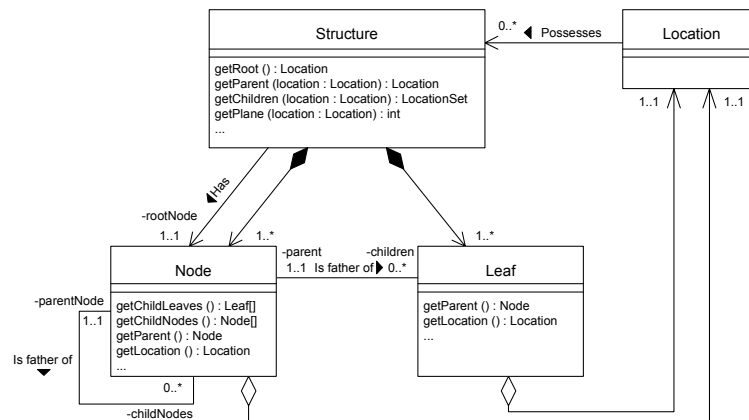 Structure
getRoot () : Location
getParent (location : Location) : Location
getChildren (location : Location) : LocationSet
getPlane (location : Location) : int
...
0..*
Possesses
Location
1..1
1..1
Has
-rootNode
1..1
1..*
1..*
Node
getChildLeaves () : Leaf[]
getChildNodes () : Node[]
getParent () : Node
getLocation () : Location
...
-parent
-children
1..1
Is father of
0..*
Leaf
getParent () : Node
getLocation () : Location
...
-parentNode
1..1
Is father of
0..*
-childNodes